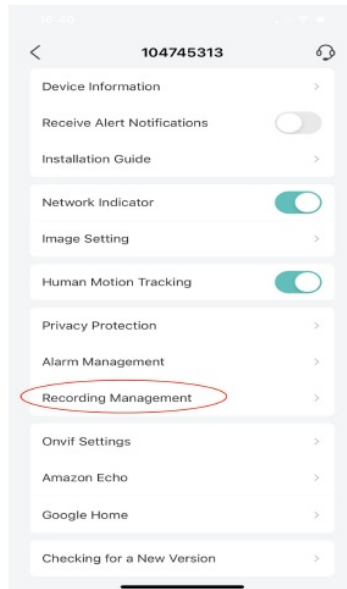 104745313
Device Information
Receive Alert Notifications
Installation Guide
Network Indicator
Image Setting
Human Motion Tracking
Privacy Protection
Alarm Management
Recording Management
Onvif Settings
Amazon Echo
Google Home
Checking for a New Version